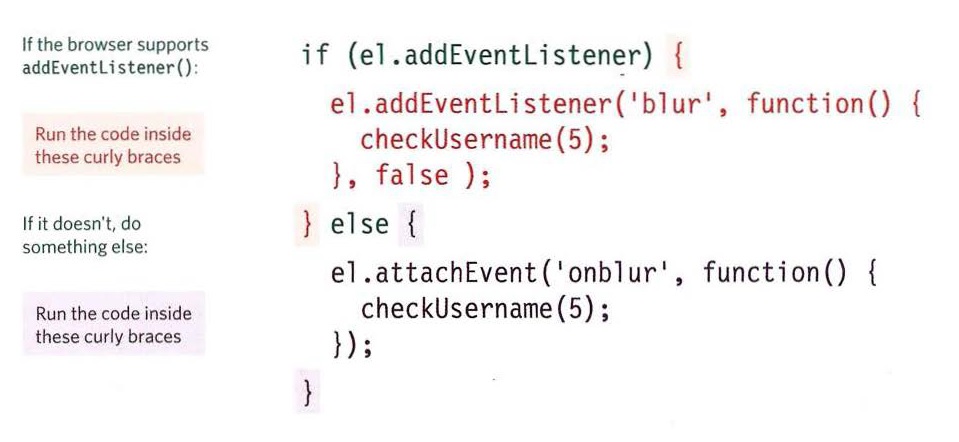 If the browser supports
addEventListener():
Run the code inside
these curly braces
If it doesn't, do
something else:
Run the code inside
these curly braces
if (el.addEventListener) {
el.addEventListener('blur', function() {
checkUsername(5);
}, false );
} else {
el.attachEvent('onblur', function() {
checkUsername(5);
});
}